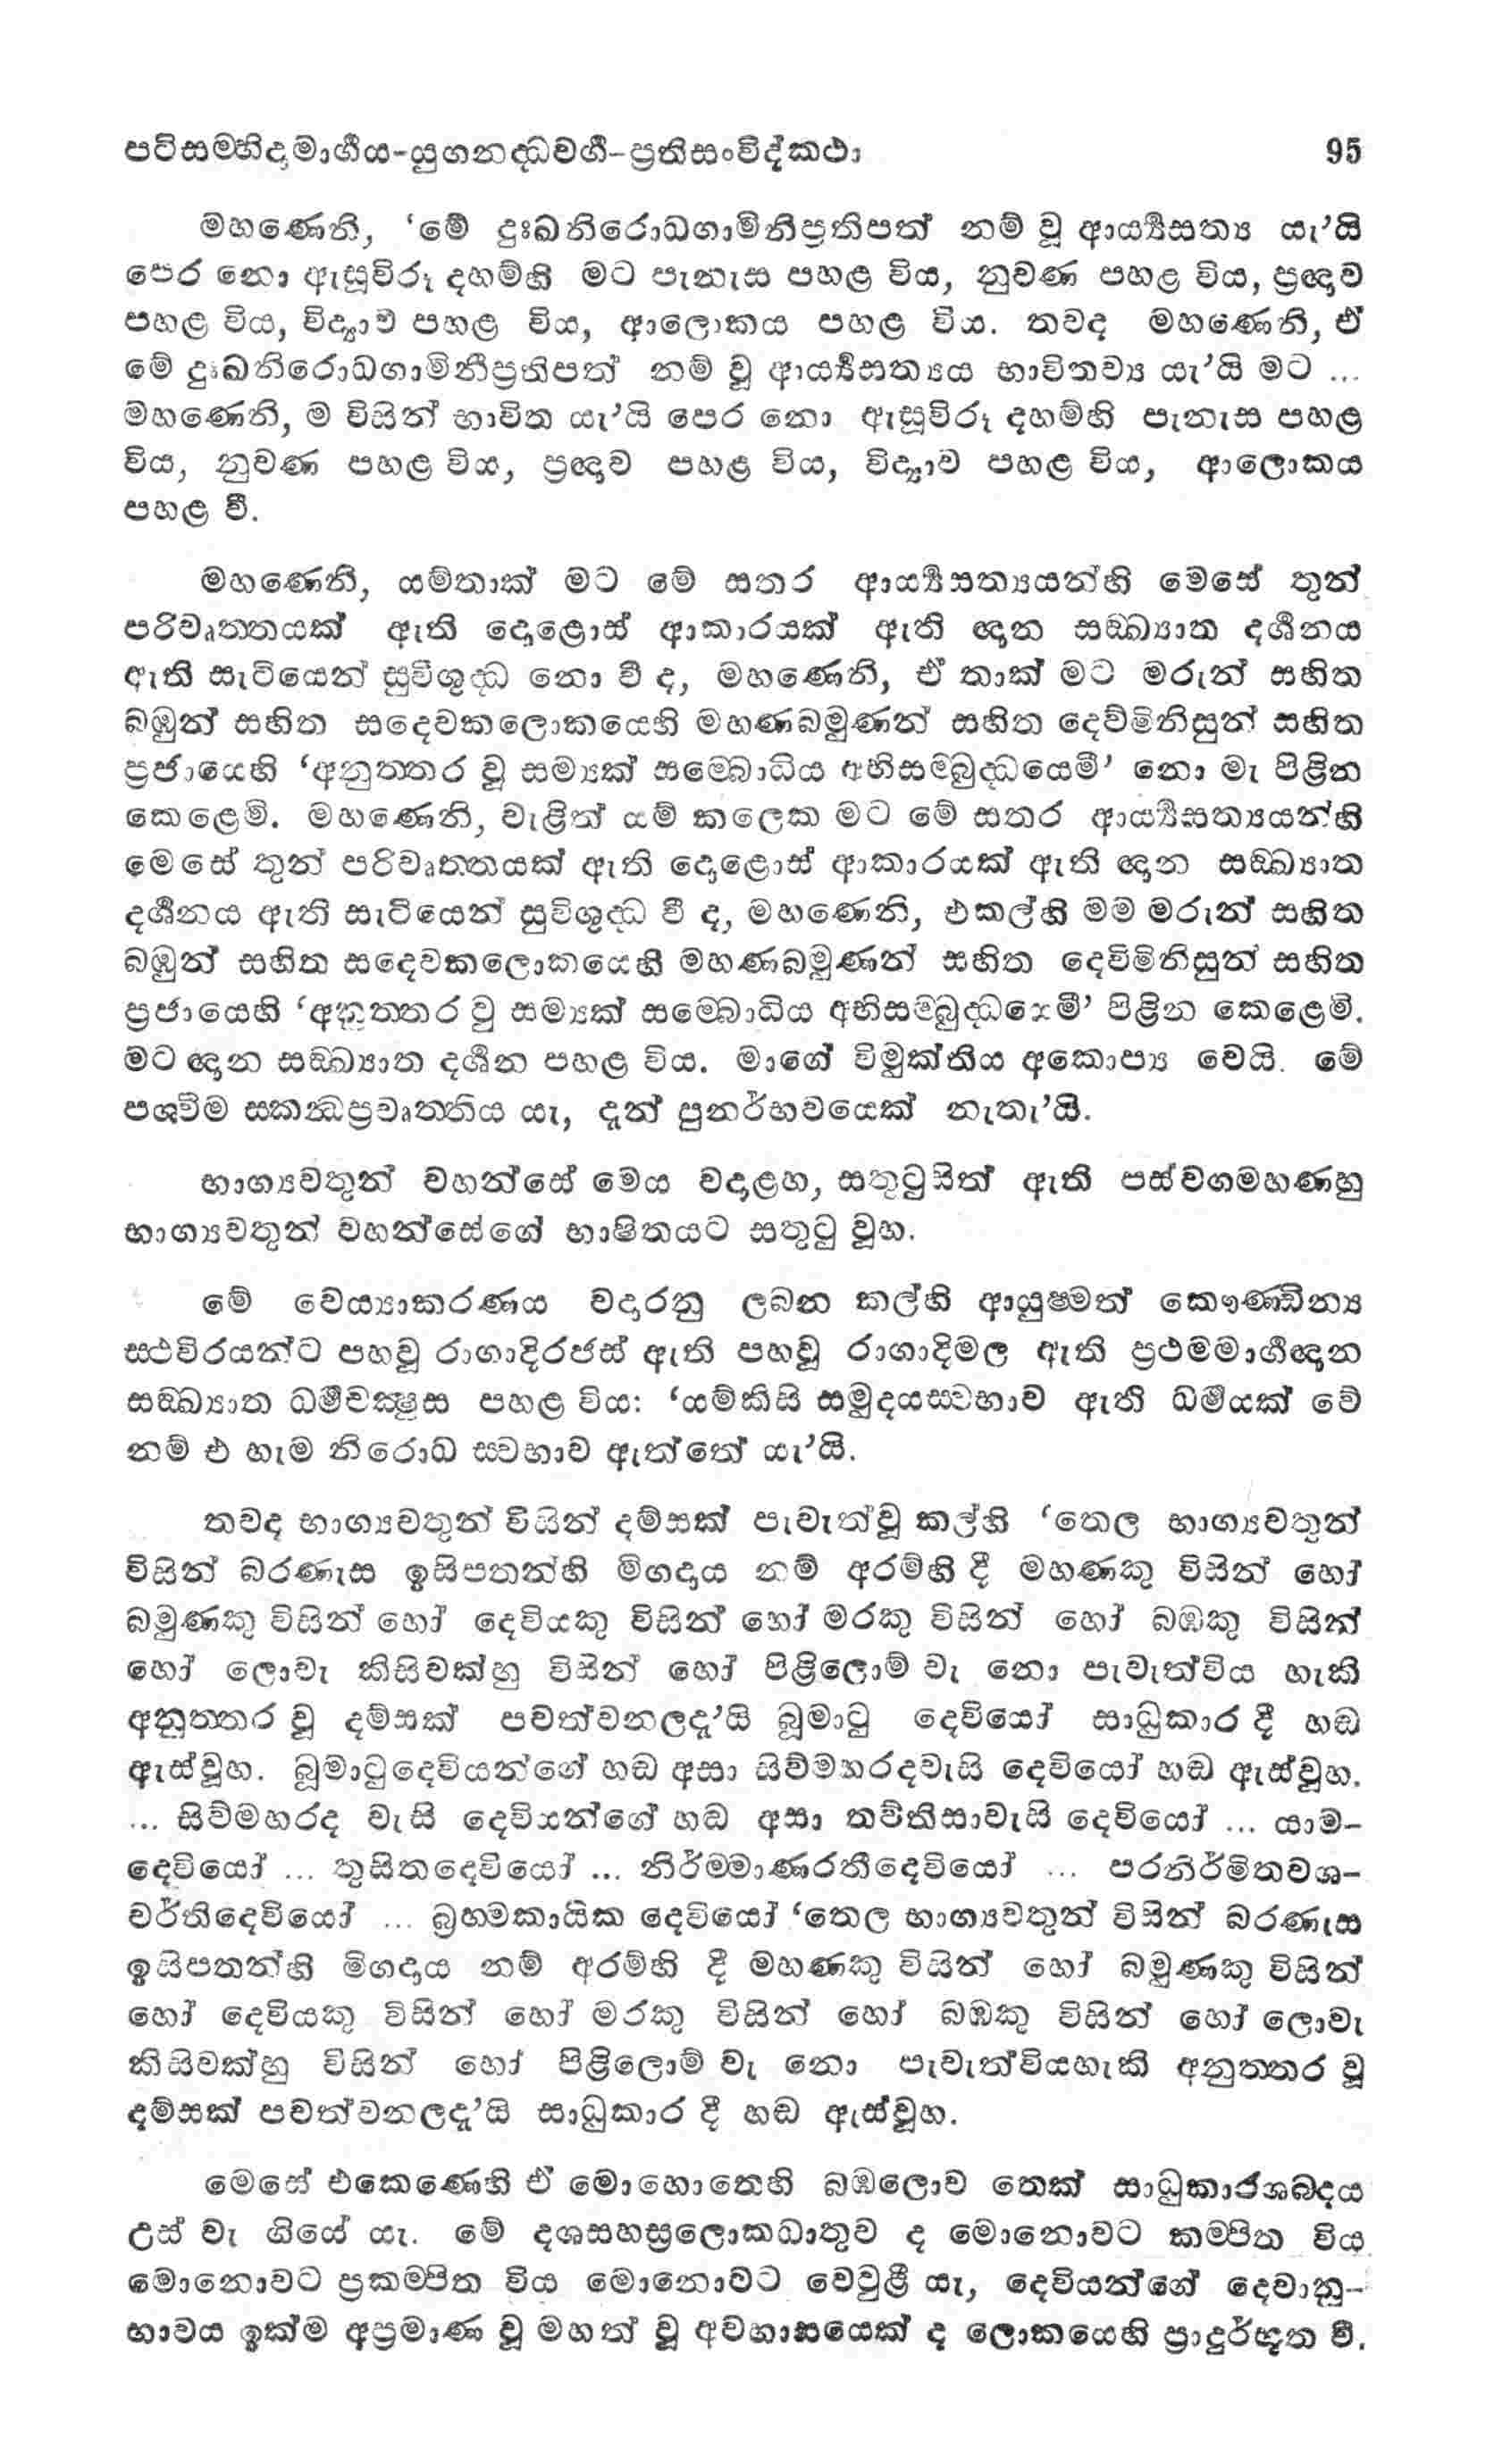 පටිසම්භිදාමාර්ගය-යුගනද්ධවර්ග-ප්‍රතිසංවිද්කථා 95
මහණෙනි, ‘මේ දුඃඛනිරොධගාමිනීප්‍රතිපත් නම් වූ ආර්‍ය්‍යසත්‍ය යැ’යි
පෙර නො ඇසූවිරූ දහම්හි මට පැනැස පහළ විය, නුවණ පහළ විය, ප්‍රඥාව
පහළ විය, විද්‍යාව පහළ විය, ආලොකය පහළ විය. තවද මහණෙනි, ඒ
මේ දුඃඛනිරොධගාමිනීප්‍රතිපත් නම් වූ ආර්‍ය්‍යසත්‍යය භාවිතව්‍ය යැ’යි මට ...
මහණෙනි, ම විසින් භාවිත යැ’යි පෙර නො ඇසූවිරූ දහම්හි පැනැස පහළ
විය, නුවණ පහළ විය, ප්‍රඥාව පහළ විය, විද්‍යාව පහළ විය, ආලොකය
පහළ වී.
මහණෙනි, යම්තාක් මට මේ සතර ආර්‍ය්‍යසත්‍යයන්හි මෙසේ තුන්
පරිවෘත්තයක් ඇති දොළොස් ආකාරයක් ඇති ඥාන සඞ්ඛ්‍යාත දර්ශනය
ඇති සැටියෙන් සුවිශුද්ධ නො වී ද, මහණෙනි, ඒ තාක් මට මරුන් සහිත
බඹුන් සහිත සදෙවකලොකයෙහි මහණබමුණන් සහිත දෙව්මිනිසුන් සහිත
ප්‍රජායෙහි ‘අනුත්තර වූ සම්‍යක් සම්බොධිය අභිසම්බුද්ධයෙමි’ නො මැ පිළින
කෙළෙමි. මහණෙනි, වැළිත් යම් කලෙක මට මේ සතර ආර්‍ය්‍යසත්‍යයන්හි
මෙසේ තුන් පරිවෘත්තයක් ඇති දොළොස් ආකාරයක් ඇති ඥාන සඞ්ඛ්‍යාත
දර්ශනය ඇති සැටියෙන් සුවිශුද්ධ වී ද, මහණෙනි, එකල්හි මම මරුන් සහිත
බඹුන් සහිත සදෙවකලොකයෙහි මහණබමුණන් සහිත දෙව්මිනිසුන් සහිත
ප්‍රජායෙහි ‘අනුත්තර වු සම්‍යක් සම්බොධිය අභිසම්බුද්ධයෙමි’ පිළින කෙළෙමි.
මට ඥාන සඞ්ඛ්‍යාත දර්ශන පහළ විය. මාගේ විමුක්තිය අකොප්‍ය වෙයි. මේ
පශ්චිම ස්කන්ධප්‍රවෘත්තිය යැ, දැන් පුනර්භවයෙක් නැතැ’යි.
භාග්‍යවතුන් වහන්සේ මෙය වදාළහ, සතුටුසිත් ඇති පස්වගමහණහු
භාග්‍යවතුන් වහන්සේගේ භාෂිතයට සතුටු වූහ.
මේ වෙය්‍යාකරණය වදාරනු ලබන කල්හි ආයුෂ්මත් කෞණ්ඩින්‍ය
ස්ථවිරයන්ට පහවූ රාගාදිරජස් ඇති පහවූ රාගාදිමල ඇති ප්‍රථමමාර්ගඥාන
සඞ්ඛ්‍යාත ධර්මචක්‍ෂුස පහළ විය: ‘යම්කිසි සමුදයස්වභාව ඇති ධර්මයක් වේ
නම් එ හැම නිරොධ ස්වභාව ඇත්තේ යැ’යි.
තවද භාග්‍යවතුන් විසින් දම්සක් පැවැත්වූ කල්හි ‘තෙල භාග්‍යවතුන්
විසින් බරණැස ඉසිපතන්හි මිගදාය නම් අරම්හි දී මහණකු විසින් හෝ
බමුණකු විසින් හෝ දෙවියකු විසින් හෝ මරකු විසින් හෝ බඹකු විසින්
හෝ ලොවැ කිසිවක්හු විසින් හෝ පිළිලොම් වැ නො පැවැත්විය හැකි
අනුත්තර වූ දම්සක් පවත්වනලදැ’යි බූමාටු දෙවියෝ සාධුකාර දී හඬ
ඇස්වූහ. බූමාටුදෙවියන්ගේ හඬ අසා සිව්මහරදවැසි දෙවියෝ හඬ ඇස්වූහ.
... සිව්මහරද වැසි දෙවියන්ගේ හඬ අසා තව්තිසාවැසි දෙවියෝ ... යාම-
දෙවියෝ ... තුසිතදෙවියෝ ... නිර්ම්මාණරතීදෙවියෝ ... පරනිර්මිතවශ-
වර්තිදෙවියෝ ... බ්‍රහ්මකායික දෙවියෝ ‘තෙල භාග්‍යවතුන් විසින් බරණැස
ඉසිපතන්හි මිගදාය නම් අරම්හි දී මහණකු විසින් හෝ බමුණකු විසින්
හෝ දෙවියකු විසින් හෝ මරකු විසින් හෝ බඹකු විසින් හෝ ලොවැ
කිසිවක්හු විසින් හෝ පිළිලොම් වැ නො පැවැත්වියහැකි අනුත්තර වූ
දම්සක් පවත්වනලදැ’යි සාධුකාර දී හඬ ඇස්වූහ.
මෙසේ එකෙණෙහි ඒ මොහොතෙහි බඹලොව තෙක් සාධුකාරශබ්දය
උස් වැ ගියේ යැ. මේ දශසහස්‍රලොකධාතුව ද මොනොවට කම්පිත විය
මොනොවට ප්‍රකම්පිත විය මොනොවට වෙවුළී යැ, දෙවියන්ගේ දෙවානු-
භාවය ඉක්ම අප්‍රමාණ වූ මහත් වූ අවභාසයෙක් ද ලොකයෙහි ප්‍රාදුර්භූත වී.